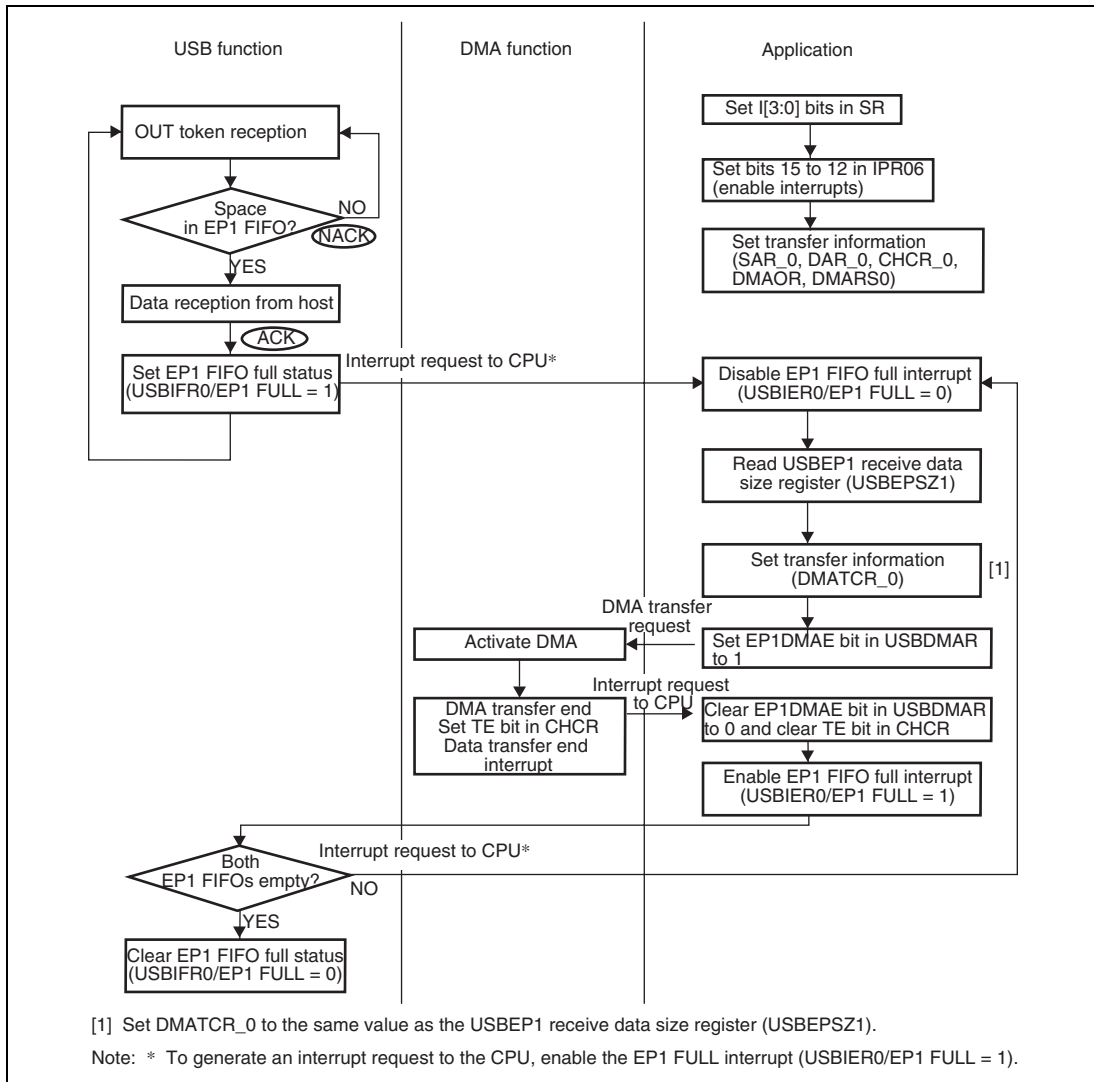 USB function
DMA function
Application
OUT token reception
Space
in EP1 FIFO?
NO
NACK
YES
Data reception from host
ACK
Set EP1 FIFO full status
(USBIFR0/EP1 FULL = 1)
Interrupt request to CPU*
Set I[3:0] bits in SR
Set bits 15 to 12 in IPR06
(enable interrupts)
Set transfer information
(SAR_0, DAR_0, CHCR_0,
DMAOR, DMARS0)
Disable EP1 FIFO full interrupt
(USBIER0/EP1 FULL = 0)
Read USBEP1 receive data
size register (USBEPSZ1)
Set transfer information
(DMATCR_0)
[1]
DMA transfer
request
Set EP1DMAE bit in USBDMAR
to 1
Activate DMA
DMA transfer end
Set TE bit in CHCR
Data transfer end
interrupt
Interrupt request
to CPU
Clear EP1DMAE bit in USBDMAR
to 0 and clear TE bit in CHCR
Enable EP1 FIFO full interrupt
(USBIER0/EP1 FULL = 1)
Both
EP1 FIFOs empty?
Interrupt request to CPU*
NO
YES
Clear EP1 FIFO full status
(USBIFR0/EP1 FULL = 0)
[1] Set DMATCR_0 to the same value as the USBEP1 receive data size register (USBEPSZ1).
Note: * To generate an interrupt request to the CPU, enable the EP1 FULL interrupt (USBIER0/EP1 FULL = 1).